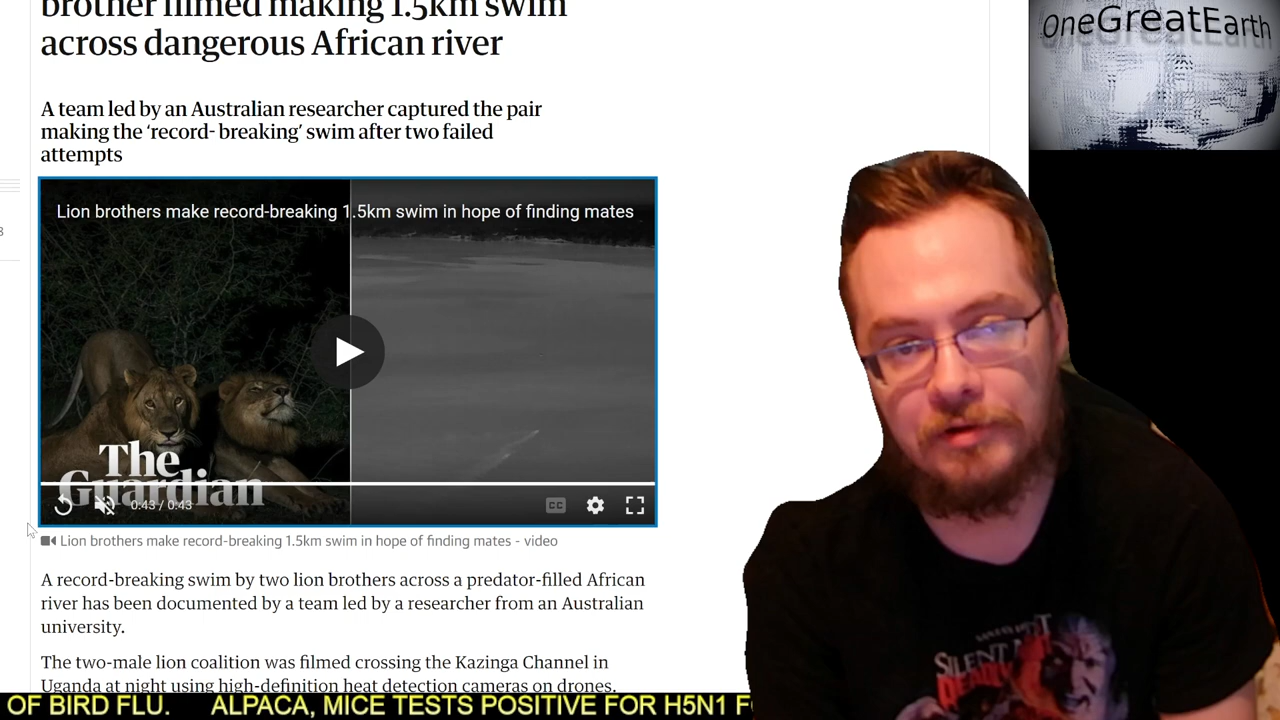 brother filmed making 1.5km swim
across dangerous African river
OneGreatEarth
A team led by an Australian researcher captured the pair
making the ‘record- breaking’ swim after two failed
attempts
Lion brothers make record-breaking 1.5km swim in hope of finding mates
The
Guardian
0:43 / 0:43
CC
Lion brothers make record-breaking 1.5km swim in hope of finding mates - video
A record-breaking swim by two lion brothers across a predator-filled African
river has been documented by a team led by a researcher from an Australian
university.
The two-male lion coalition was filmed crossing the Kazinga Channel in
Uganda at night using high-definition heat detection cameras on drones.
SILENT
OF BIRD FLU. ALPACA, MICE TESTS POSITIVE FOR H5N1